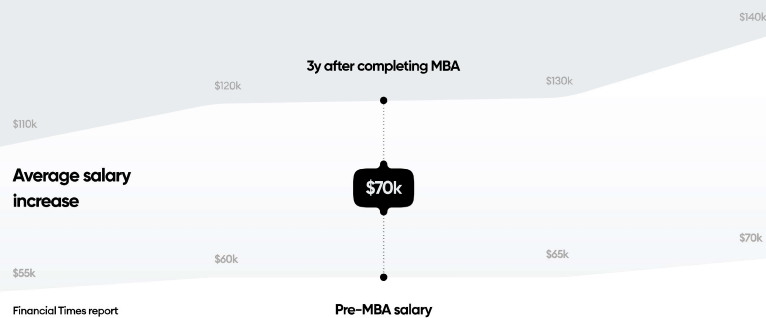 $140k
3y after completing MBA
$120k
$130k
$110k
Average salary
increase
$70k
$70k
$65k
$60k
$55k
Financial Times report
Pre-MBA salary